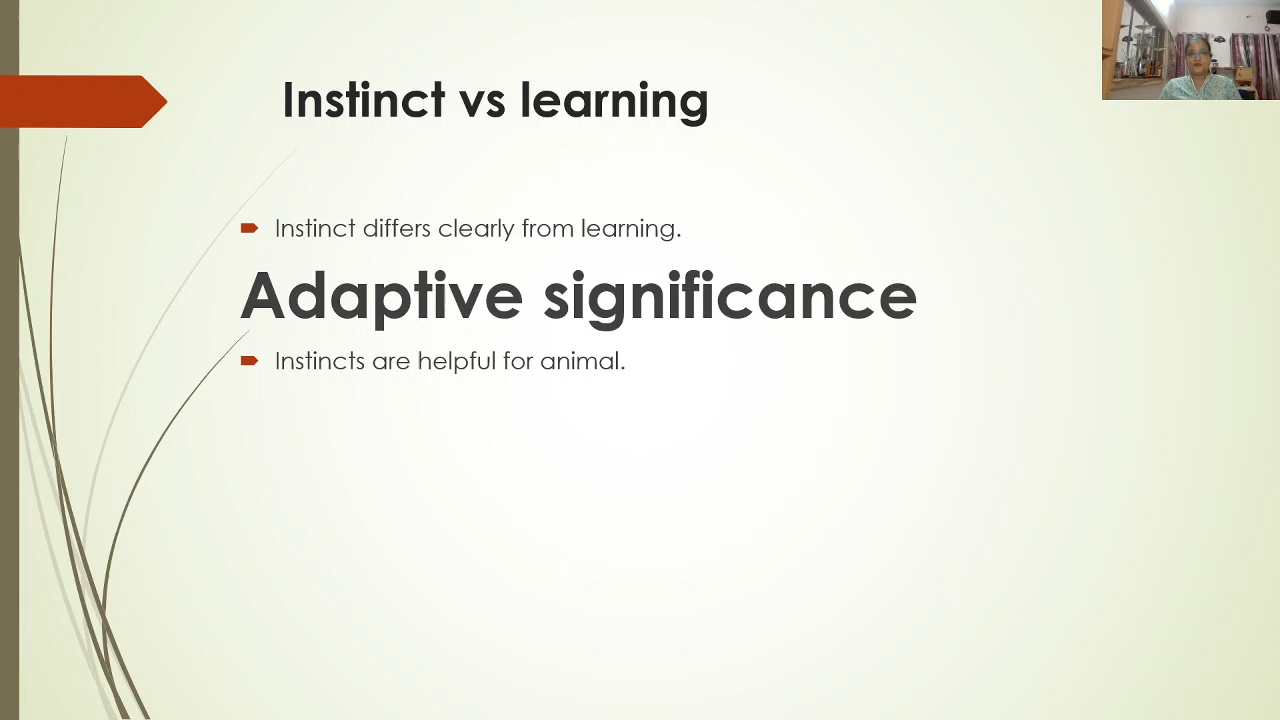 Instinct vs learning
Instinct differs clearly from learning.
Adaptive significance
Instincts are helpful for animal.